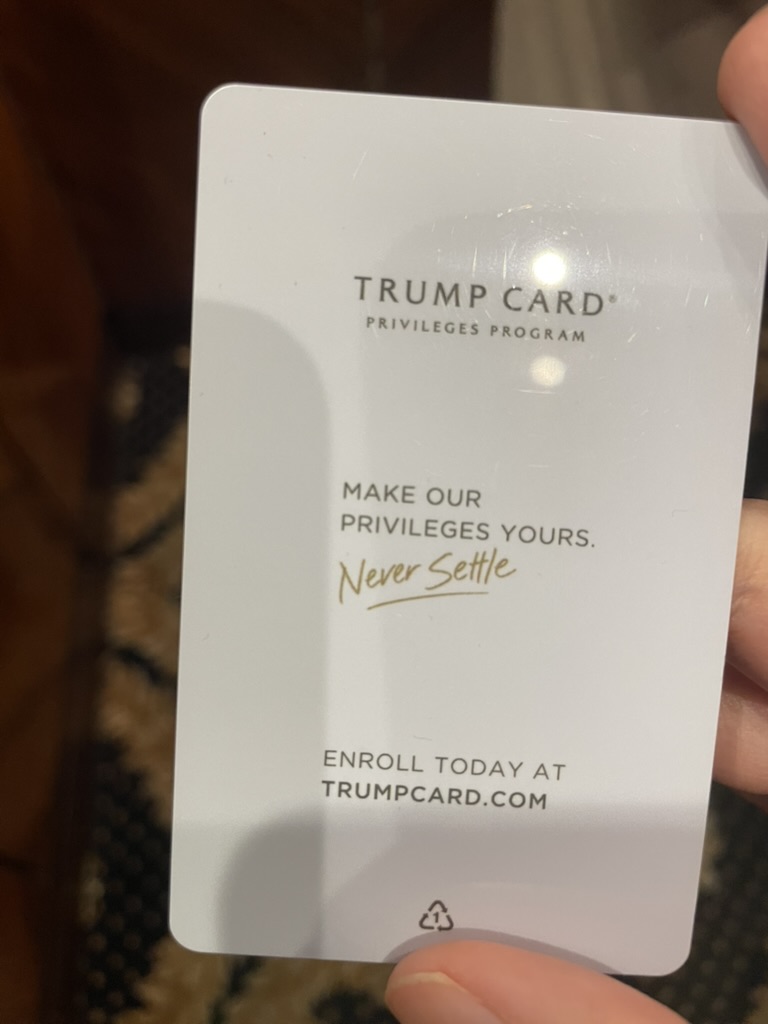 TRUMP CARD®
PRIVILEGES PROGRAM
MAKE OUR
PRIVILEGES YOURS.
Never Settle
ENROLL TODAY AT
TRUMPCARD.COM
1